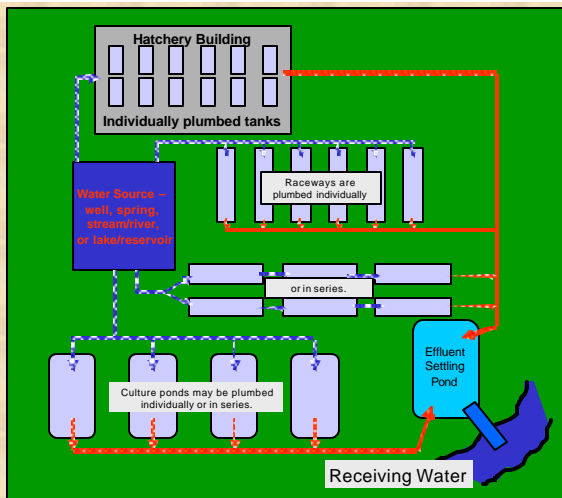 Hatchery Building
Individually plumbed tanks
Water Source –
well, spring,
stream/river,
or lake/reservoir
Raceways are
plumbed individually
or in series.
Culture ponds may be plumbed
individually or in series.
Effluent
Settling
Pond
Receiving Water